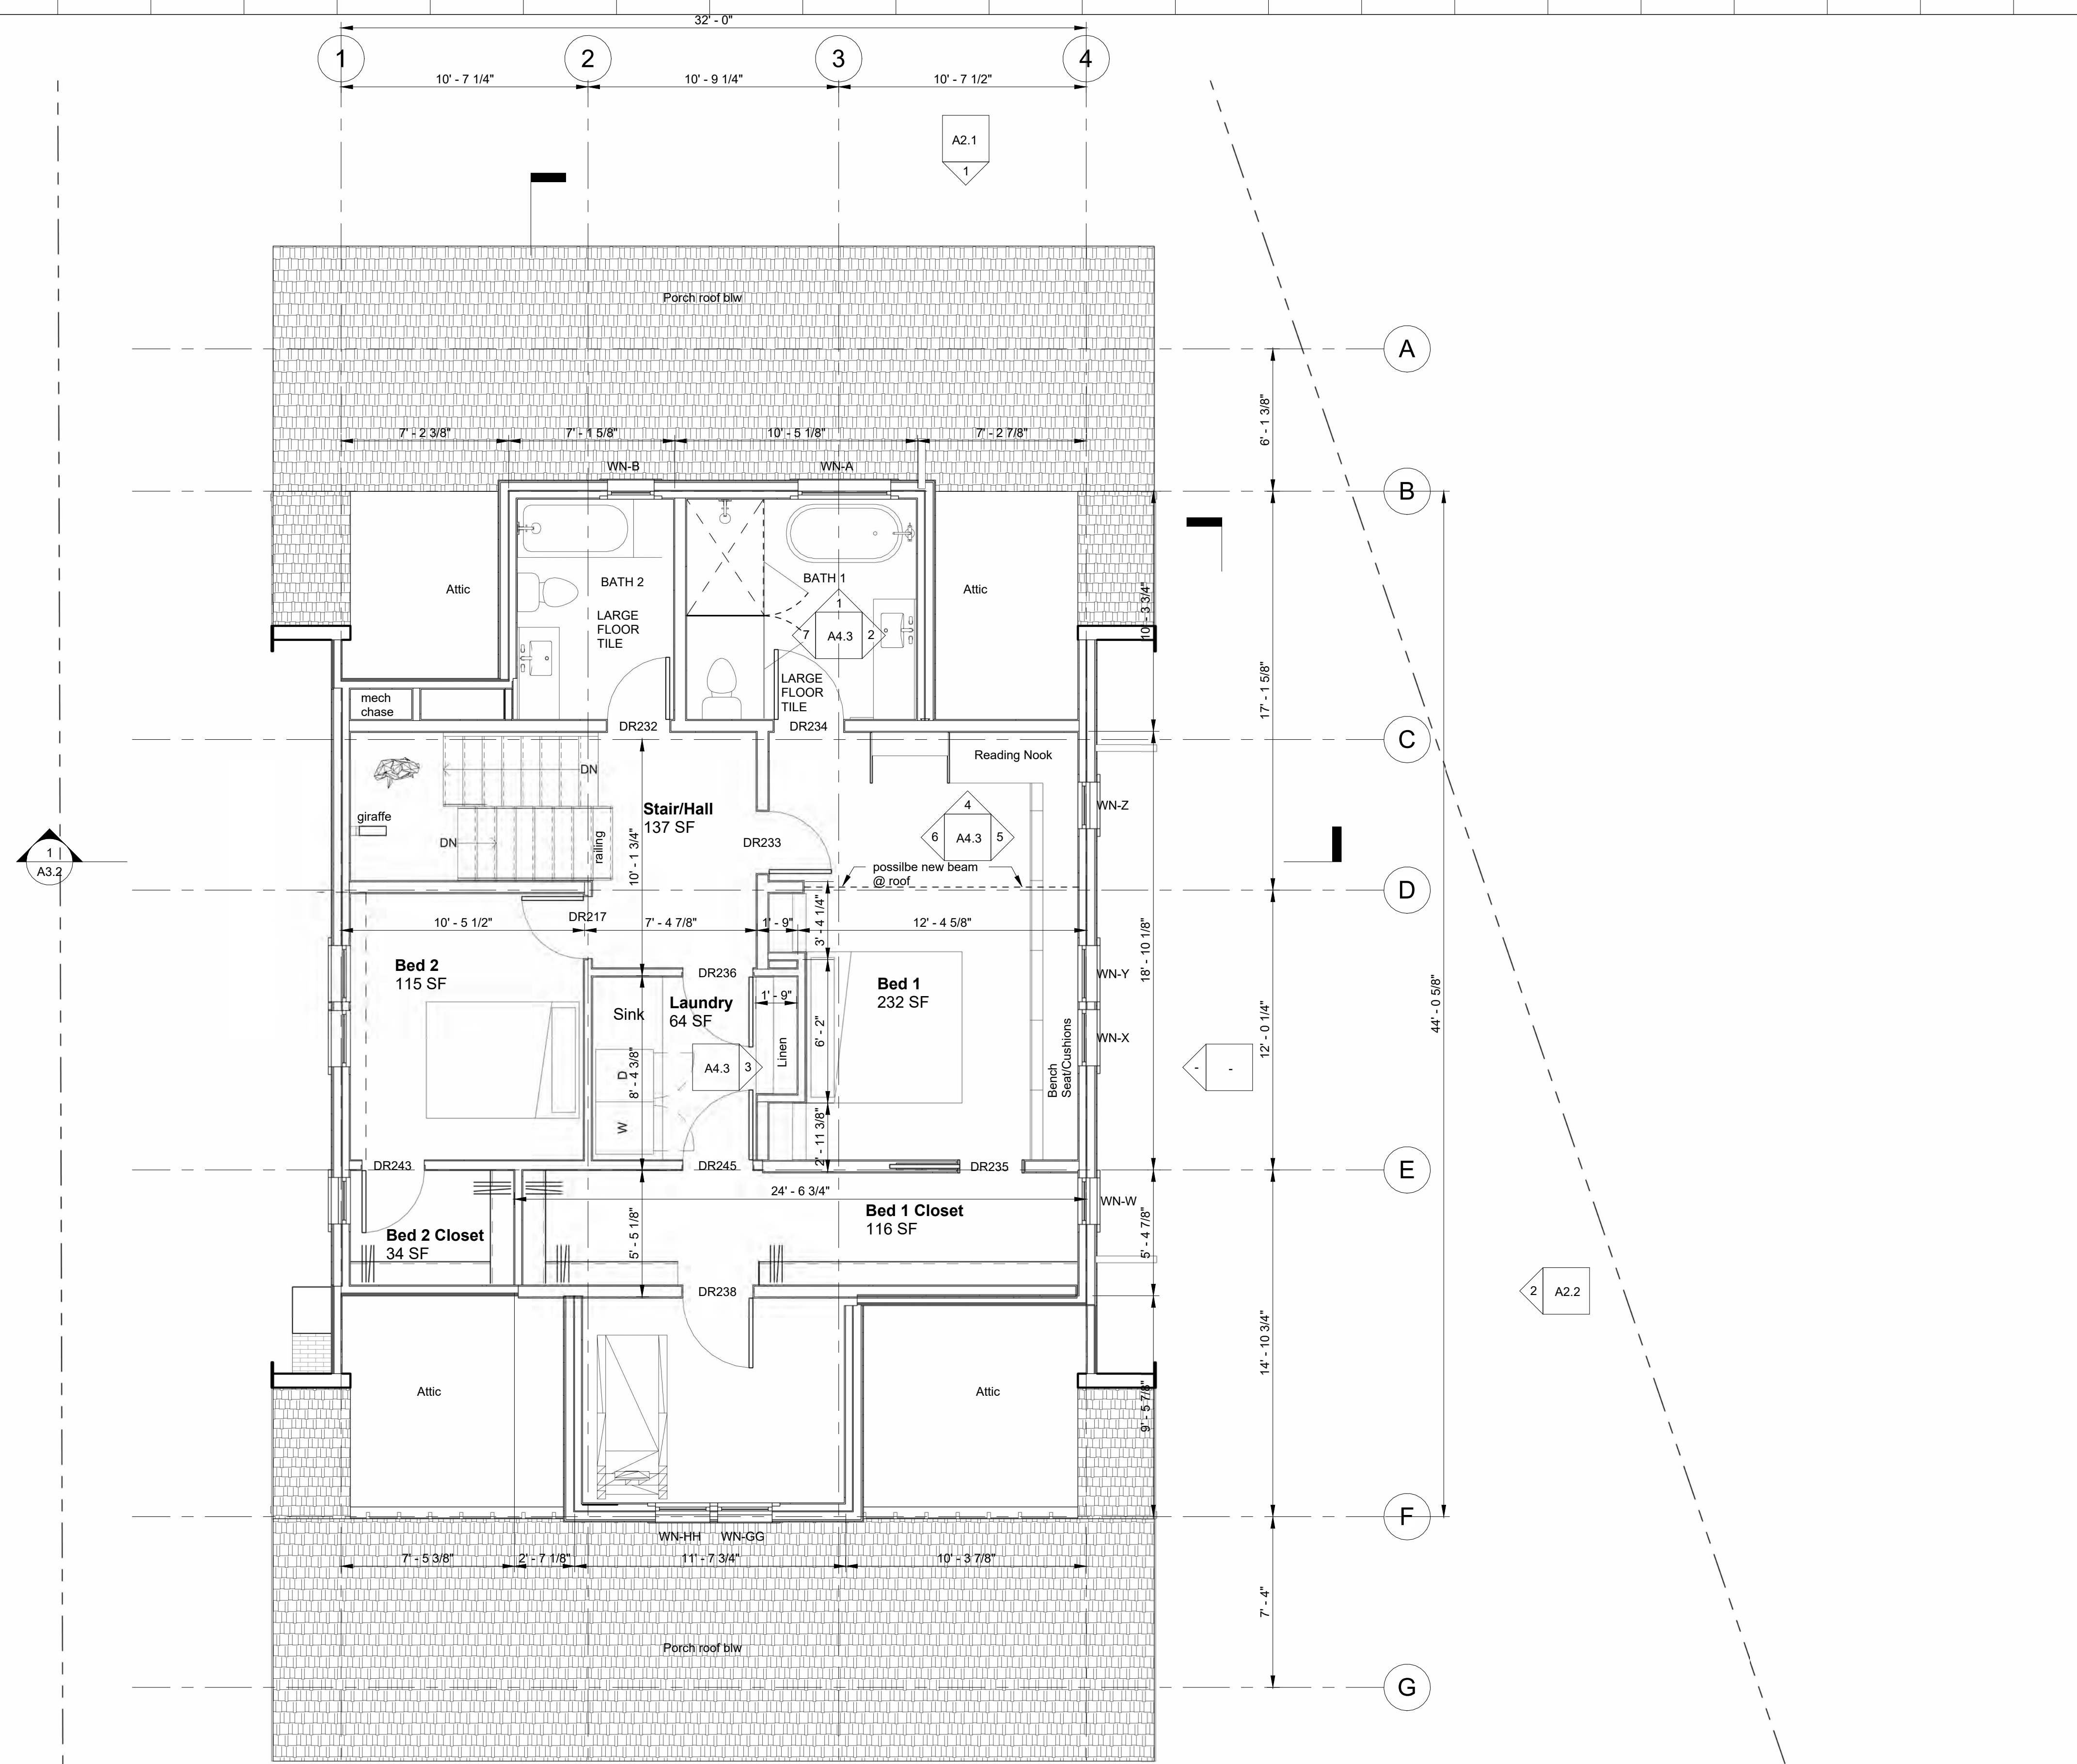 32' - 0"
1
2
3
4
10' - 7 1/4"
10' - 9 1/4"
10' - 7 1/2"
A2.1
1
Porch roof blw
A
6' - 1 3/8"
7' - 2 3/8"
7' - 1 5/8"
10' - 5 1/8"
7' - 2 7/8"
WN-B
WN-A
B
BATH 2
BATH 1
Attic
Attic
10' - 3 3/4"
LARGE
FLOOR
TILE
1
7
A4.3
2
17' - 1 5/8"
LARGE
FLOOR
TILE
mech
chase
DR232
DR234
C
Reading Nook
DN
giraffe
DN
railing
Stair/Hall
137 SF
10' - 1 3/4"
WN-Z
4
6
A4.3
5
DR233
1
A3.2
possilbe new beam
@ roof
D
DR217
10' - 5 1/2"
7' - 4 7/8"
1' - 9"
3' - 4 1/4"
12' - 4 5/8"
18' - 10 1/8"
Bed 2
115 SF
DR236
WN-Y
Bed 1
232 SF
Laundry
64 SF
1' - 9"
Sink
6' - 2"
44' - 0 5/8"
12' - 0 1/4"
WN-X
Linen
A4.3
3
D
8' - 4 3/8"
W
Bench
Seat/Cushions
-
-
2' - 11 3/8"
DR243
DR245
DR235
E
24' - 6 3/4"
WN-W
Bed 1 Closet
116 SF
Bed 2 Closet
34 SF
5' - 5 1/8"
5' - 4 7/8"
DR238
2
A2.2
14' - 10 3/4"
Attic
Attic
9' - 5 7/8"
F
WN-HH
WN-GG
7' - 5 3/8"
2' - 7 1/8"
11' - 7 3/4"
10' - 3 7/8"
7' - 4"
Porch roof blw
G